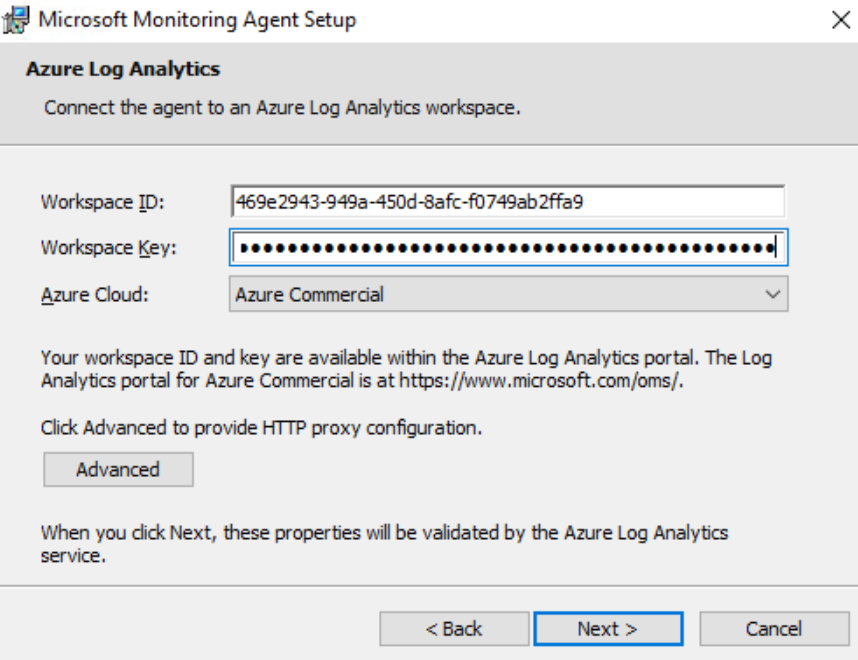 Microsoft Monitoring Agent Setup
Azure Log Analytics
Connect the agent to an Azure Log Analytics workspace.
Workspace ID: 469e2943-949a-450d-8afc-f0749ab2ffa9
Workspace Key: ●●●●●●●●●●●●●●●●●●●●●●●●●●●●●●●●●●●●●●●●●●●●
Azure Cloud: Azure Commercial
Your workspace ID and key are available within the Azure Log Analytics portal. The Log
Analytics portal for Azure Commercial is at https://www.microsoft.com/oms/.
Click Advanced to provide HTTP proxy configuration.
Advanced
When you click Next, these properties will be validated by the Azure Log Analytics
service.
< Back Next > Cancel